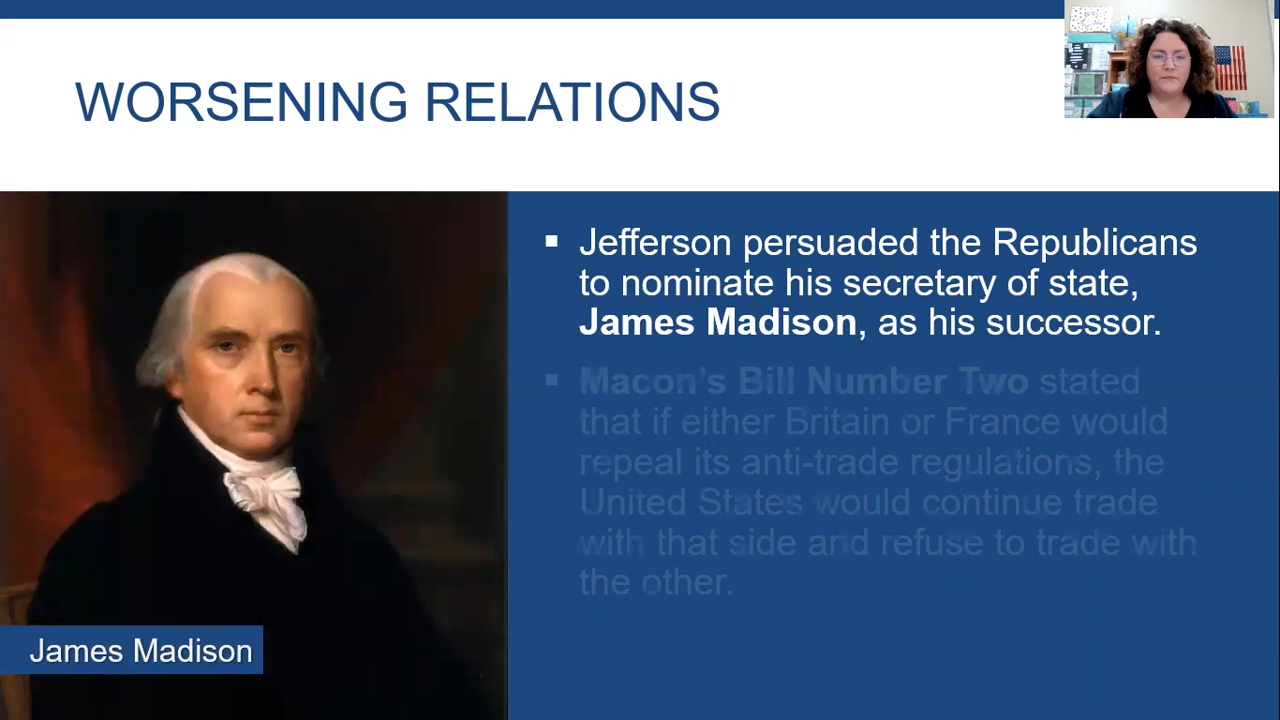 WORSENING RELATIONS
▪ Jefferson persuaded the Republicans
to nominate his secretary of state,
James Madison, as his successor.
▪ Macon's Bill Number Two stated
that if either Britain or France would
repeal its anti-trade regulations, the
United States would continue trade
with that side and refuse to trade with
the other.
James Madison